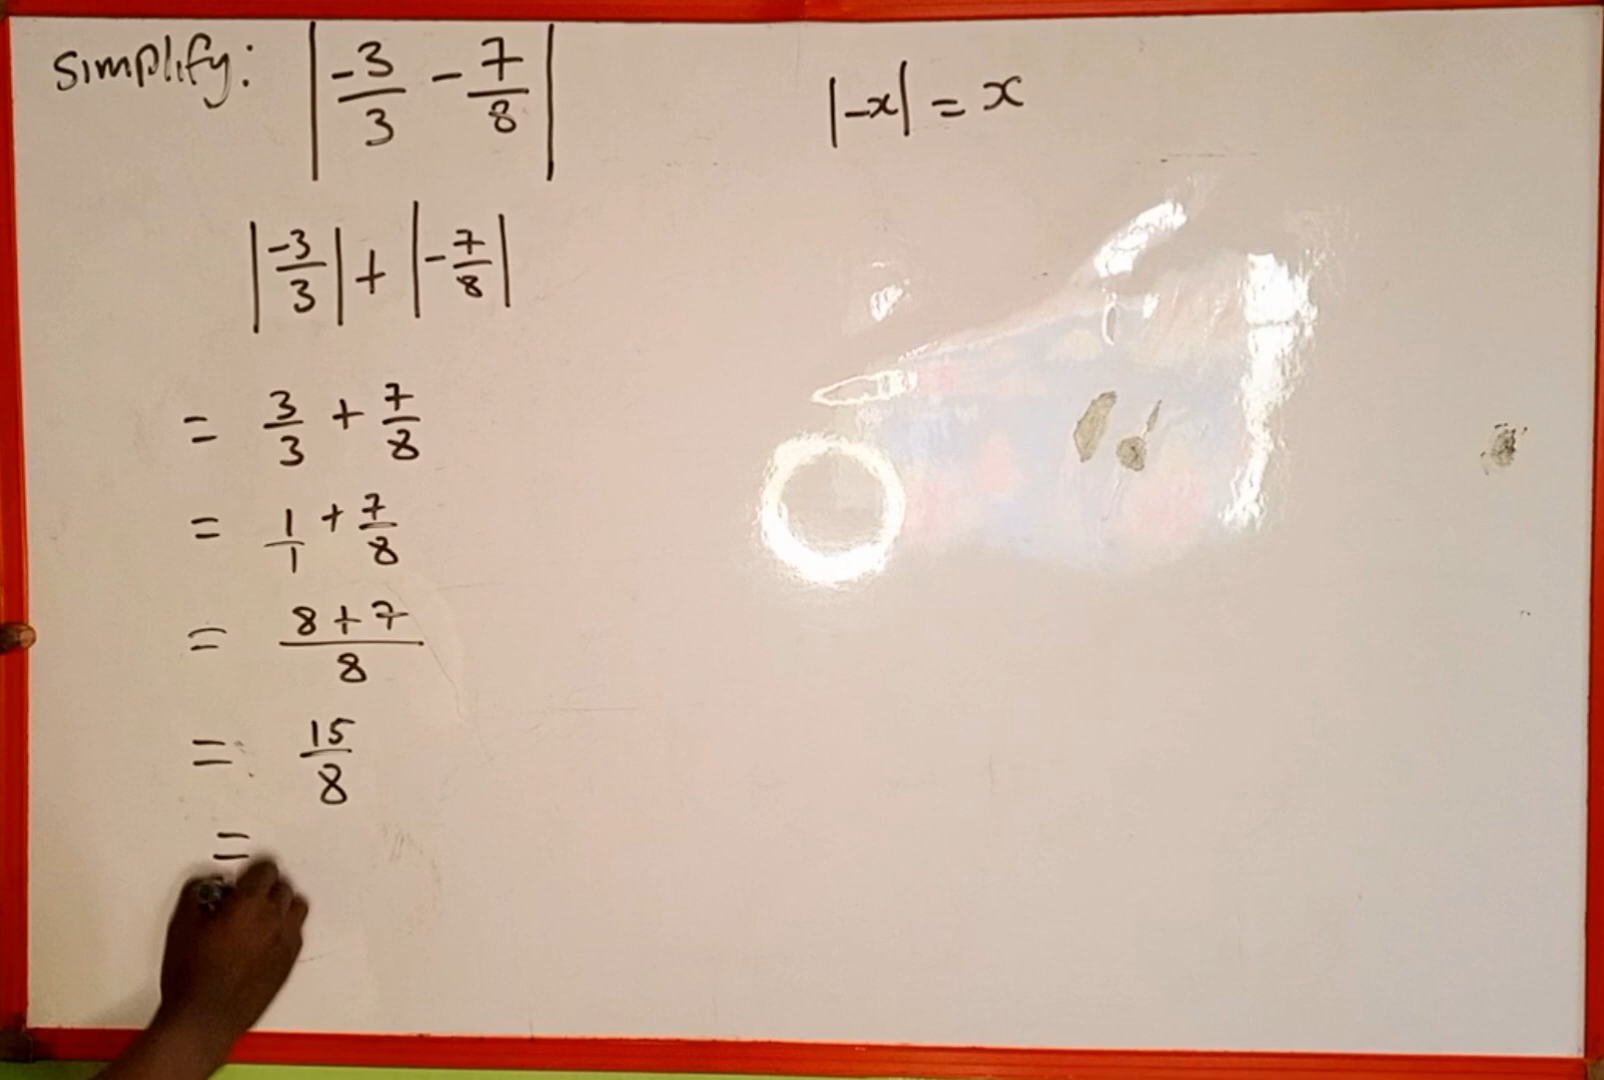 Simplify: |-3/3 - 7/8|
|-x| = x
|-3/3| + |-7/8|
= 3/3 + 7/8
= 1/1 + 7/8
= 8+7/8
= 15/8
=